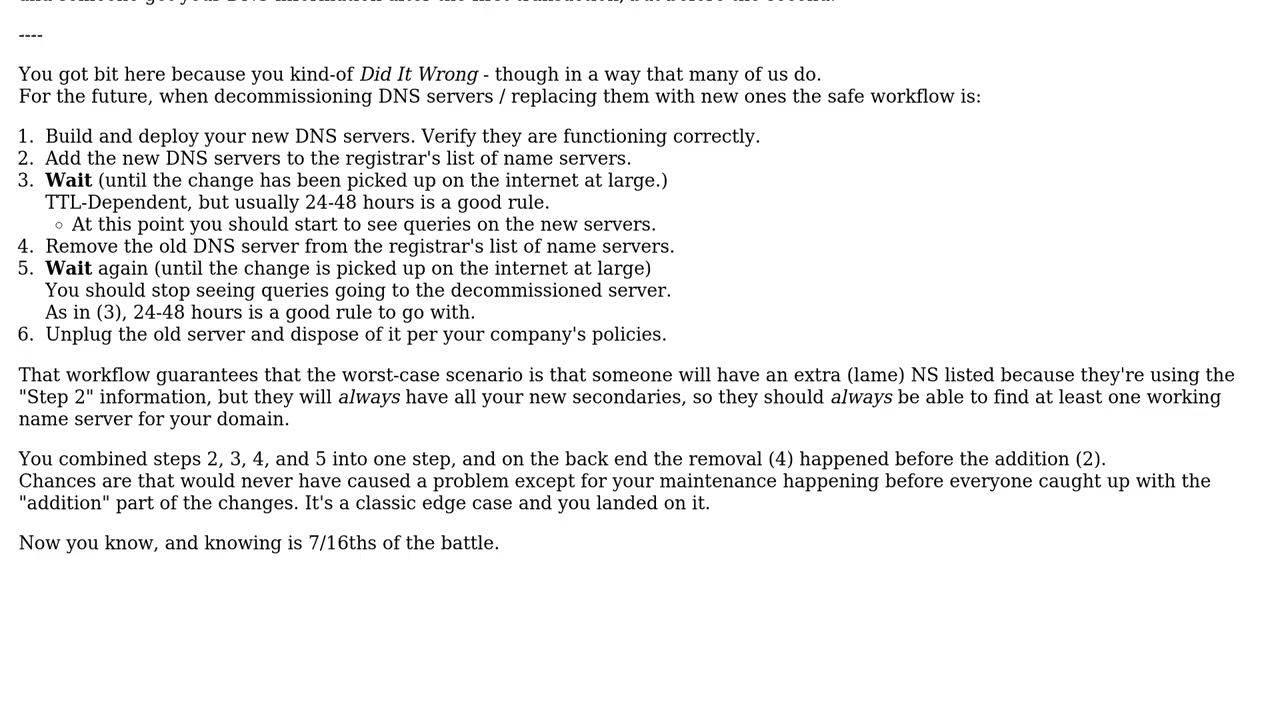 ----
You got bit here because you kind-of Did It Wrong - though in a way that many of us do.
For the future, when decommissioning DNS servers / replacing them with new ones the safe workflow is:
1. Build and deploy your new DNS servers. Verify they are functioning correctly.
2. Add the new DNS servers to the registrar's list of name servers.
3. Wait (until the change has been picked up on the internet at large.)
TTL-Dependent, but usually 24-48 hours is a good rule.
◦ At this point you should start to see queries on the new servers.
4. Remove the old DNS server from the registrar's list of name servers.
5. Wait again (until the change is picked up on the internet at large)
You should stop seeing queries going to the decommissioned server.
As in (3), 24-48 hours is a good rule to go with.
6. Unplug the old server and dispose of it per your company's policies.
That workflow guarantees that the worst-case scenario is that someone will have an extra (lame) NS listed because they're using the
"Step 2" information, but they will always have all your new secondaries, so they should always be able to find at least one working
name server for your domain.
You combined steps 2, 3, 4, and 5 into one step, and on the back end the removal (4) happened before the addition (2).
Chances are that would never have caused a problem except for your maintenance happening before everyone caught up with the
"addition" part of the changes. It's a classic edge case and you landed on it.
Now you know, and knowing is 7/16ths of the battle.